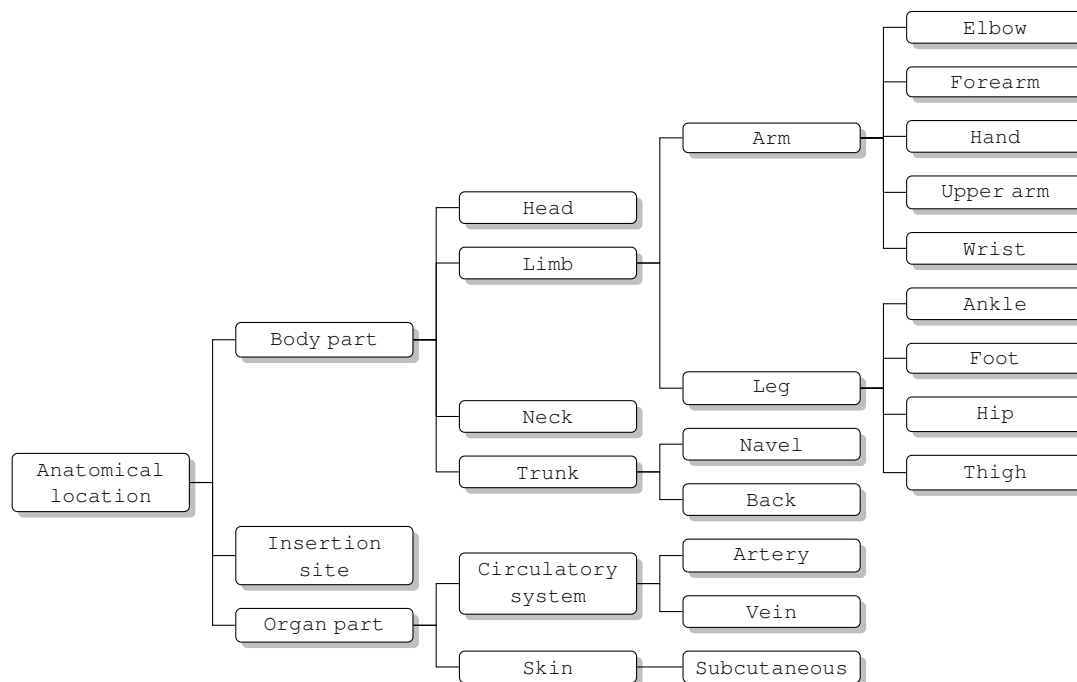 Elbow
Forearm
Arm
Hand
Upper arm
Head
Wrist
Limb
Ankle
Body part
Foot
Leg
Hip
Neck
Navel
Thigh
Trunk
Anatomical
location
Back
Insertion
site
Circulatory
system
Artery
Vein
Organ part
Skin
Subcutaneous